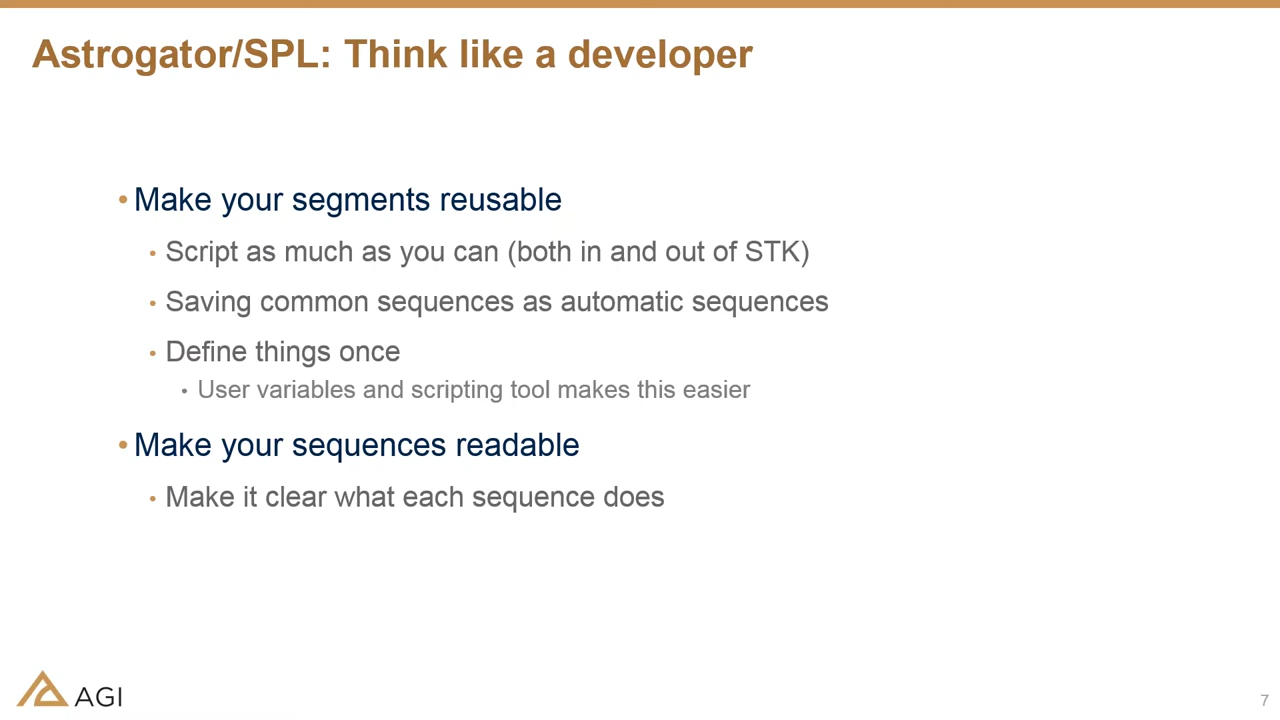 Astrogator/SPL: Think like a developer
• Make your segments reusable
• Script as much as you can (both in and out of STK)
• Saving common sequences as automatic sequences
• Define things once
• User variables and scripting tool makes this easier
• Make your sequences readable
• Make it clear what each sequence does
AGI
7